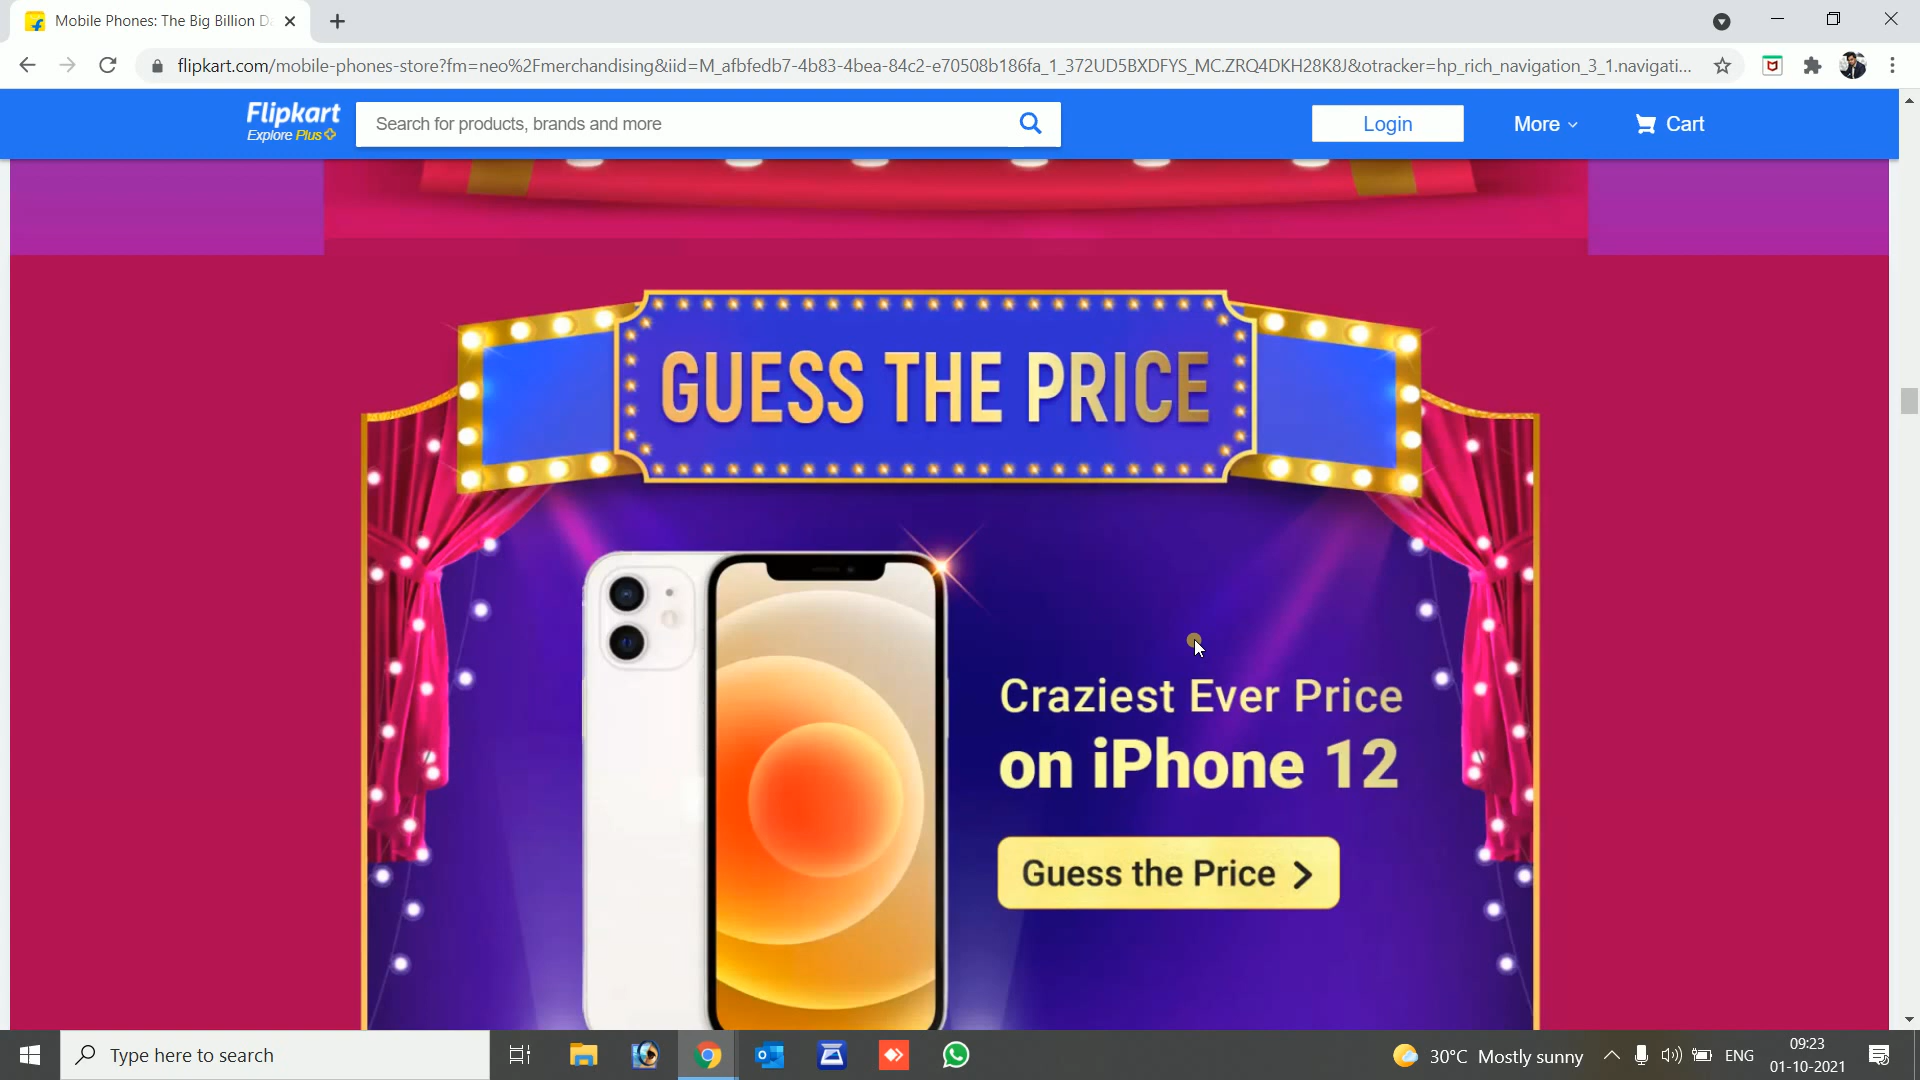 Mobile Phones: The Big Billion D
flipkart.com/mobile-phones-store?fm=neo%2Fmerchandising&iid=M_afbfedb7-4b83-4bea-84c2-e70508b186fa_1_372UD5BXDFYS_MC.ZRQ4DKH28K8J&otracker=hp_rich_navigation_3_1.navigati...
Flipkart
Explore Plus
Search for products, brands and more
Login
More
Cart
GUESS THE PRICE
Craziest Ever Price
on iPhone 12
Guess the Price
Type here to search
30°C Mostly sunny
ENG
09:23
01-10-2021